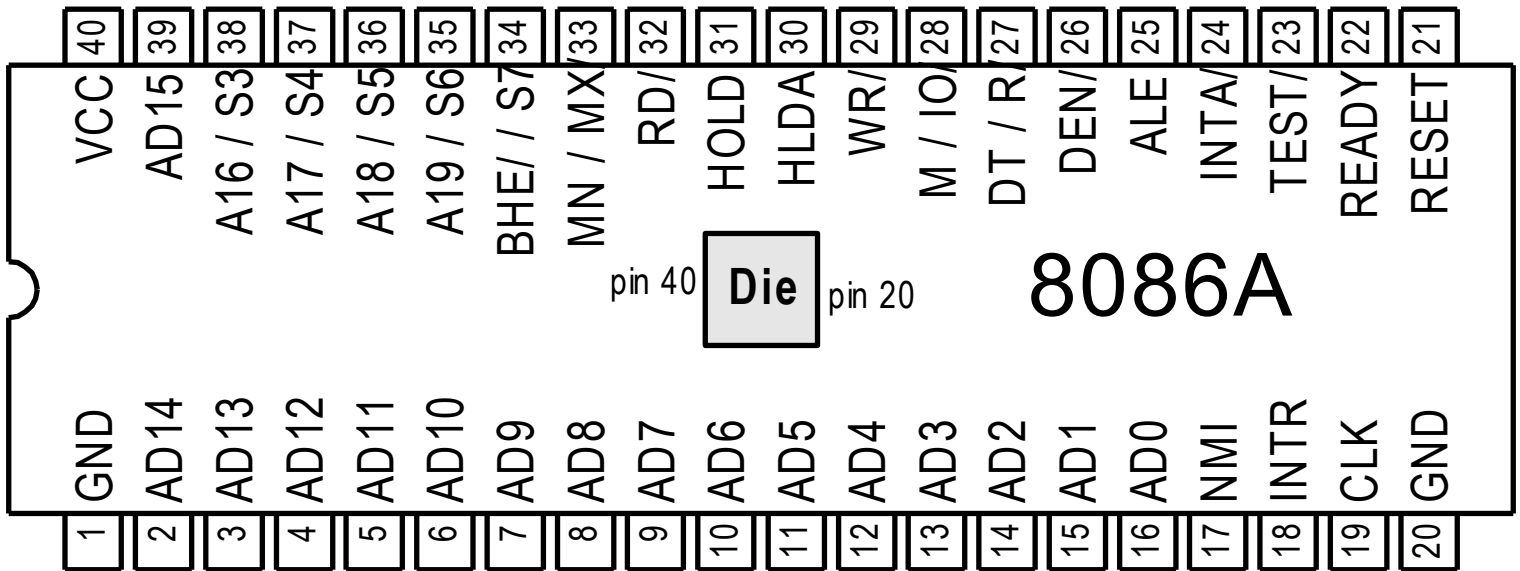 40 39 38 37 36 35 34 33 32 31 30 29 28 27 26 25 24 23 22 21
VCC
AD15
A16 / S3
A17 / S4
A18 / S5
A19 / S6
BHE/ / S7
MN / MX/
RD/
HOLD
HLDA
WR/
M / IO/
DT / R/
DEN/
ALE
INTA/
TEST/
READY
RESET
pin 40
Die
pin 20
8086A
GND
AD14
AD13
AD12
AD11
AD10
AD9
AD8
AD7
AD6
AD5
AD4
AD3
AD2
AD1
AD0
NMI
INTR
CLK
GND
1 2 3 4 5 6 7 8 9 10 11 12 13 14 15 16 17 18 19 20